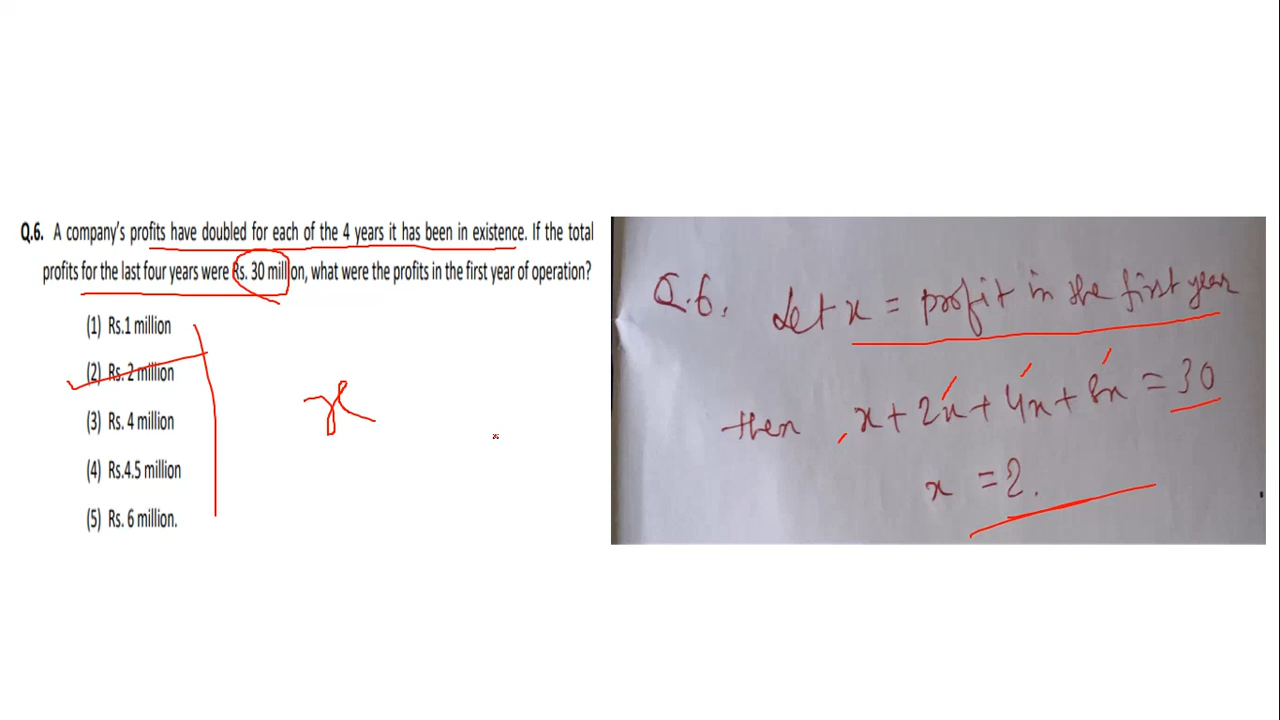 Q.6. A company's profits have doubled for each of the 4 years it has been in existence. If the total
profits for the last four years were Rs. 30 million, what were the profits in the first year of operation?
(1) Rs.1 million
(2) Rs. 2 million
(3) Rs. 4 million
(4) Rs.4.5 million
(5) Rs. 6 million.
x
Q.6. Let x = profit in the first year
then x + 2x + 4x + 8x = 30
x = 2.